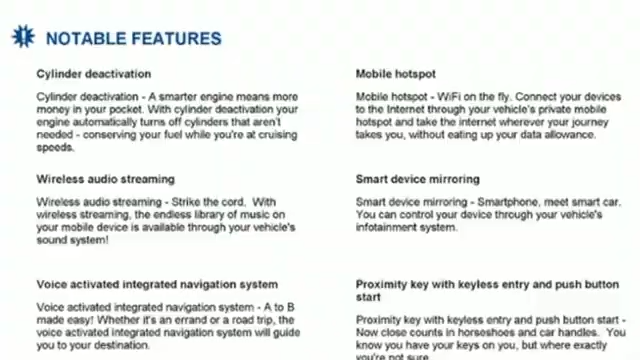 NOTABLE FEATURES
Cylinder deactivation
Cylinder deactivation - A smarter engine means more
money in your pocket. With cylinder deactivation your
engine automatically turns off cylinders that aren't
needed - conserving your fuel while you're at cruising
speeds.
Mobile hotspot
Mobile hotspot - WiFi on the fly. Connect your devices
to the Internet through your vehicle's private mobile
hotspot and take the internet wherever your journey
takes you, without eating up your data allowance.
Wireless audio streaming
Wireless audio streaming - Strike the cord. With
wireless streaming, the endless library of music on
your mobile device is available through your vehicle's
sound system!
Smart device mirroring
Smart device mirroring - Smartphone, meet smart car.
You can control your device through your vehicle's
infotainment system.
Voice activated integrated navigation system
Voice activated integrated navigation system - A to B
made easy! Whether it's an errand or a road trip, the
voice activated integrated navigation system will guide
you to your destination.
Proximity key with keyless entry and push button
start
Proximity key with keyless entry and push button start -
Now close counts in horseshoes and car handles. You
know you have your keys on you, but where exactly
you're not sure